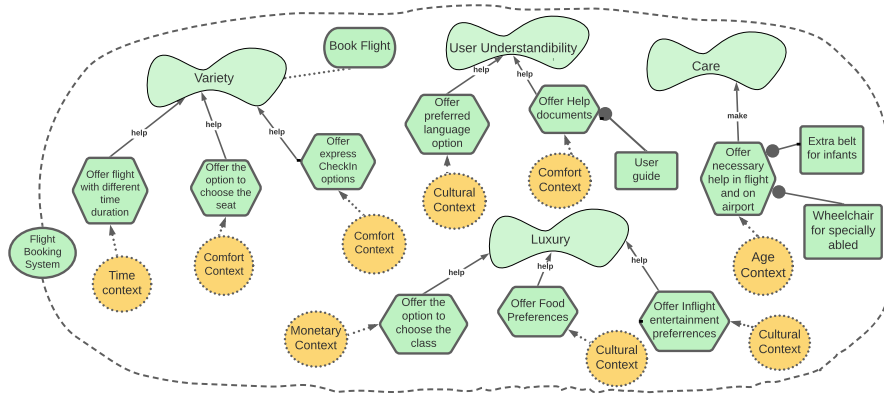 Book Flight
Variety
help
help
help
Offer flight
with different
time
duration
Offer the
option to
choose the
seat
Offer
express
CheckIn
options
Flight
Booking
System
Time
context
Comfort
Context
Comfort
Context
User Understandibility
help
help
Offer
preferred
language
option
Offer Help
documents
User
guide
Cultural
Context
Comfort
Context
Care
make
Offer
necessary
help in flight
and on
airport
Extra belt
for infants
Wheelchair
for specially
abled
Age
Context
Luxury
help
help
help
Offer the
option to
choose the
class
Offer Food
Preferences
Offer Inflight
entertainment
preferrences
Monetary
Context
Cultural
Context
Cultural
Context